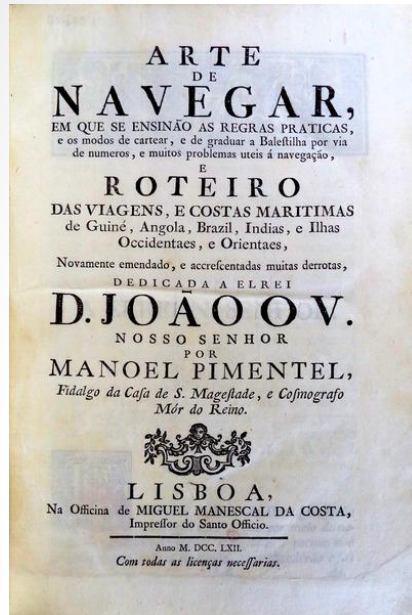 ARTE
DE
NAVEGAR,
EM QUE SE ENSINÃO AS REGRAS PRATICAS,
e os modos de cartear, e de graduar a Baleſtilha por via
de numeros, e muitos problemas uteis á navegação,
E
ROTEIRO
DAS VIAGENS, E COSTAS MARITIMAS
de Guiné, Angola, Brazil, Indias, e Ilhas
Occidentaes, e Orientaes,
Novamente emendado, e accreſcentadas muitas derrotas,
DEDICADA A ELREI
D. JOÃO O V.
NOSSO SENHOR
POR
MANOEL PIMENTEL,
Fidalgo da Caſa de S. Mageſtade, e Coſmografo
Mór do Reino.
LISBOA,
Na Officina de MIGUEL MANESCAL DA COSTA,
Impreſſor do Santo Officio.
Anno M. DCC. LXII.
Com todas as licenças neceſſarias.